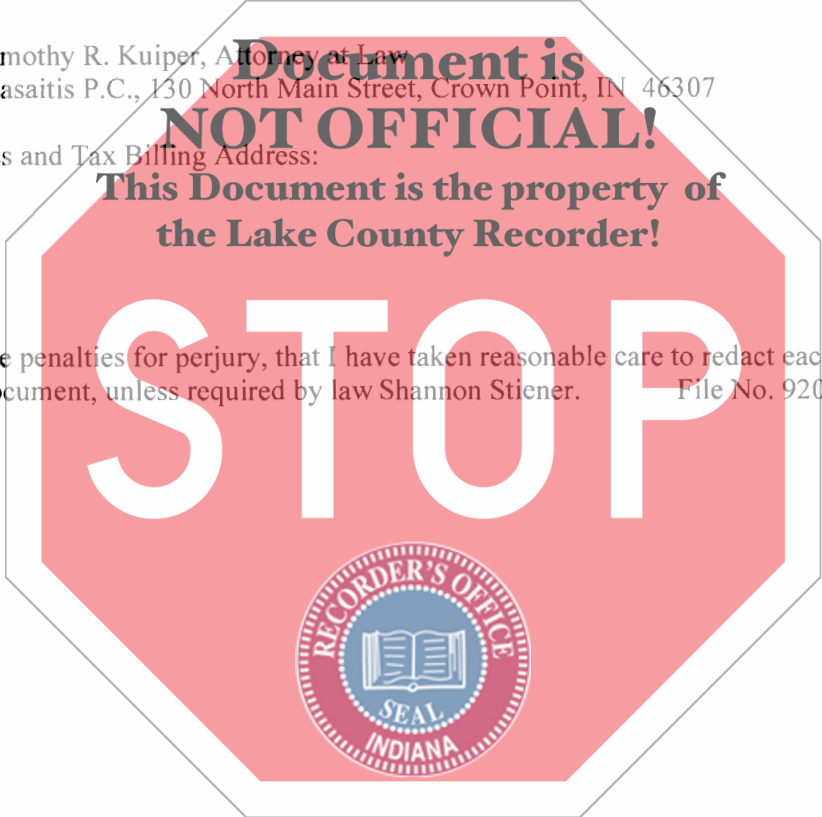 mothy R. Kuiper, Attorney at Law
Document is
asaitis P.C., 130 North Main Street, Crown Point, IN 46307
NOT OFFICIAL!
s and Tax Billing Address:
This Document is the property of
the Lake County Recorder!
STOP
e penalties for perjury, that I have taken reasonable care to redact eac
cument, unless required by law Shannon Stiener. File No. 920
RECORDER'S OFFICE
SEAL
INDIANA